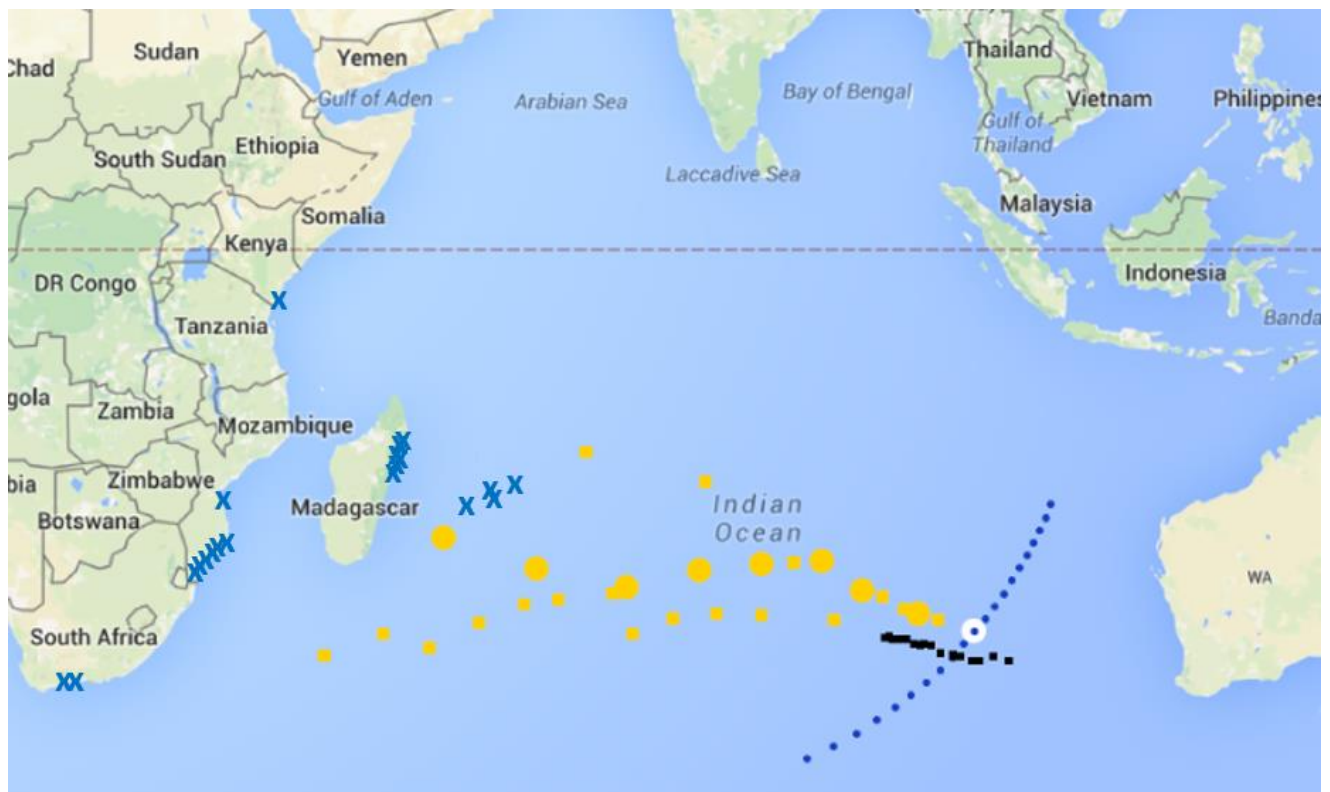 Sudan
Yemen
Chad
Gulf of Aden
Arabian Sea
Bay of Bengal
Thailand
Vietnam
Philippines
Gulf of
Thailand
South Sudan
Ethiopia
Laccadive Sea
Malaysia
Somalia
Kenya
DR Congo
Indonesia
Tanzania
X
Banda
gola
Zambia
Mozambique
X
X
X
X
X
X
bia
Zimbabwe
Madagascar
X
X
X
X
Indian
Ocean
Botswana
X
X
X
X
X
X
X
WA
South Africa
XX